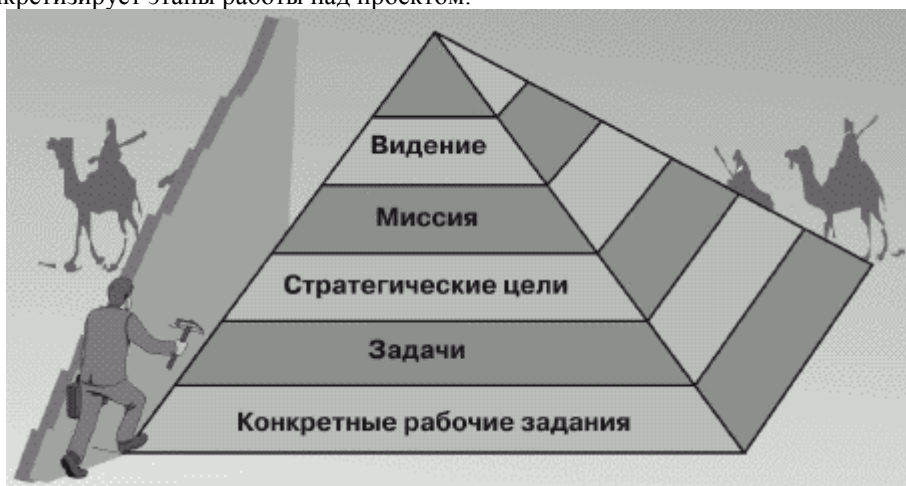 Видение
Миссия
Стратегические цели
Задачи
Конкретные рабочие задания